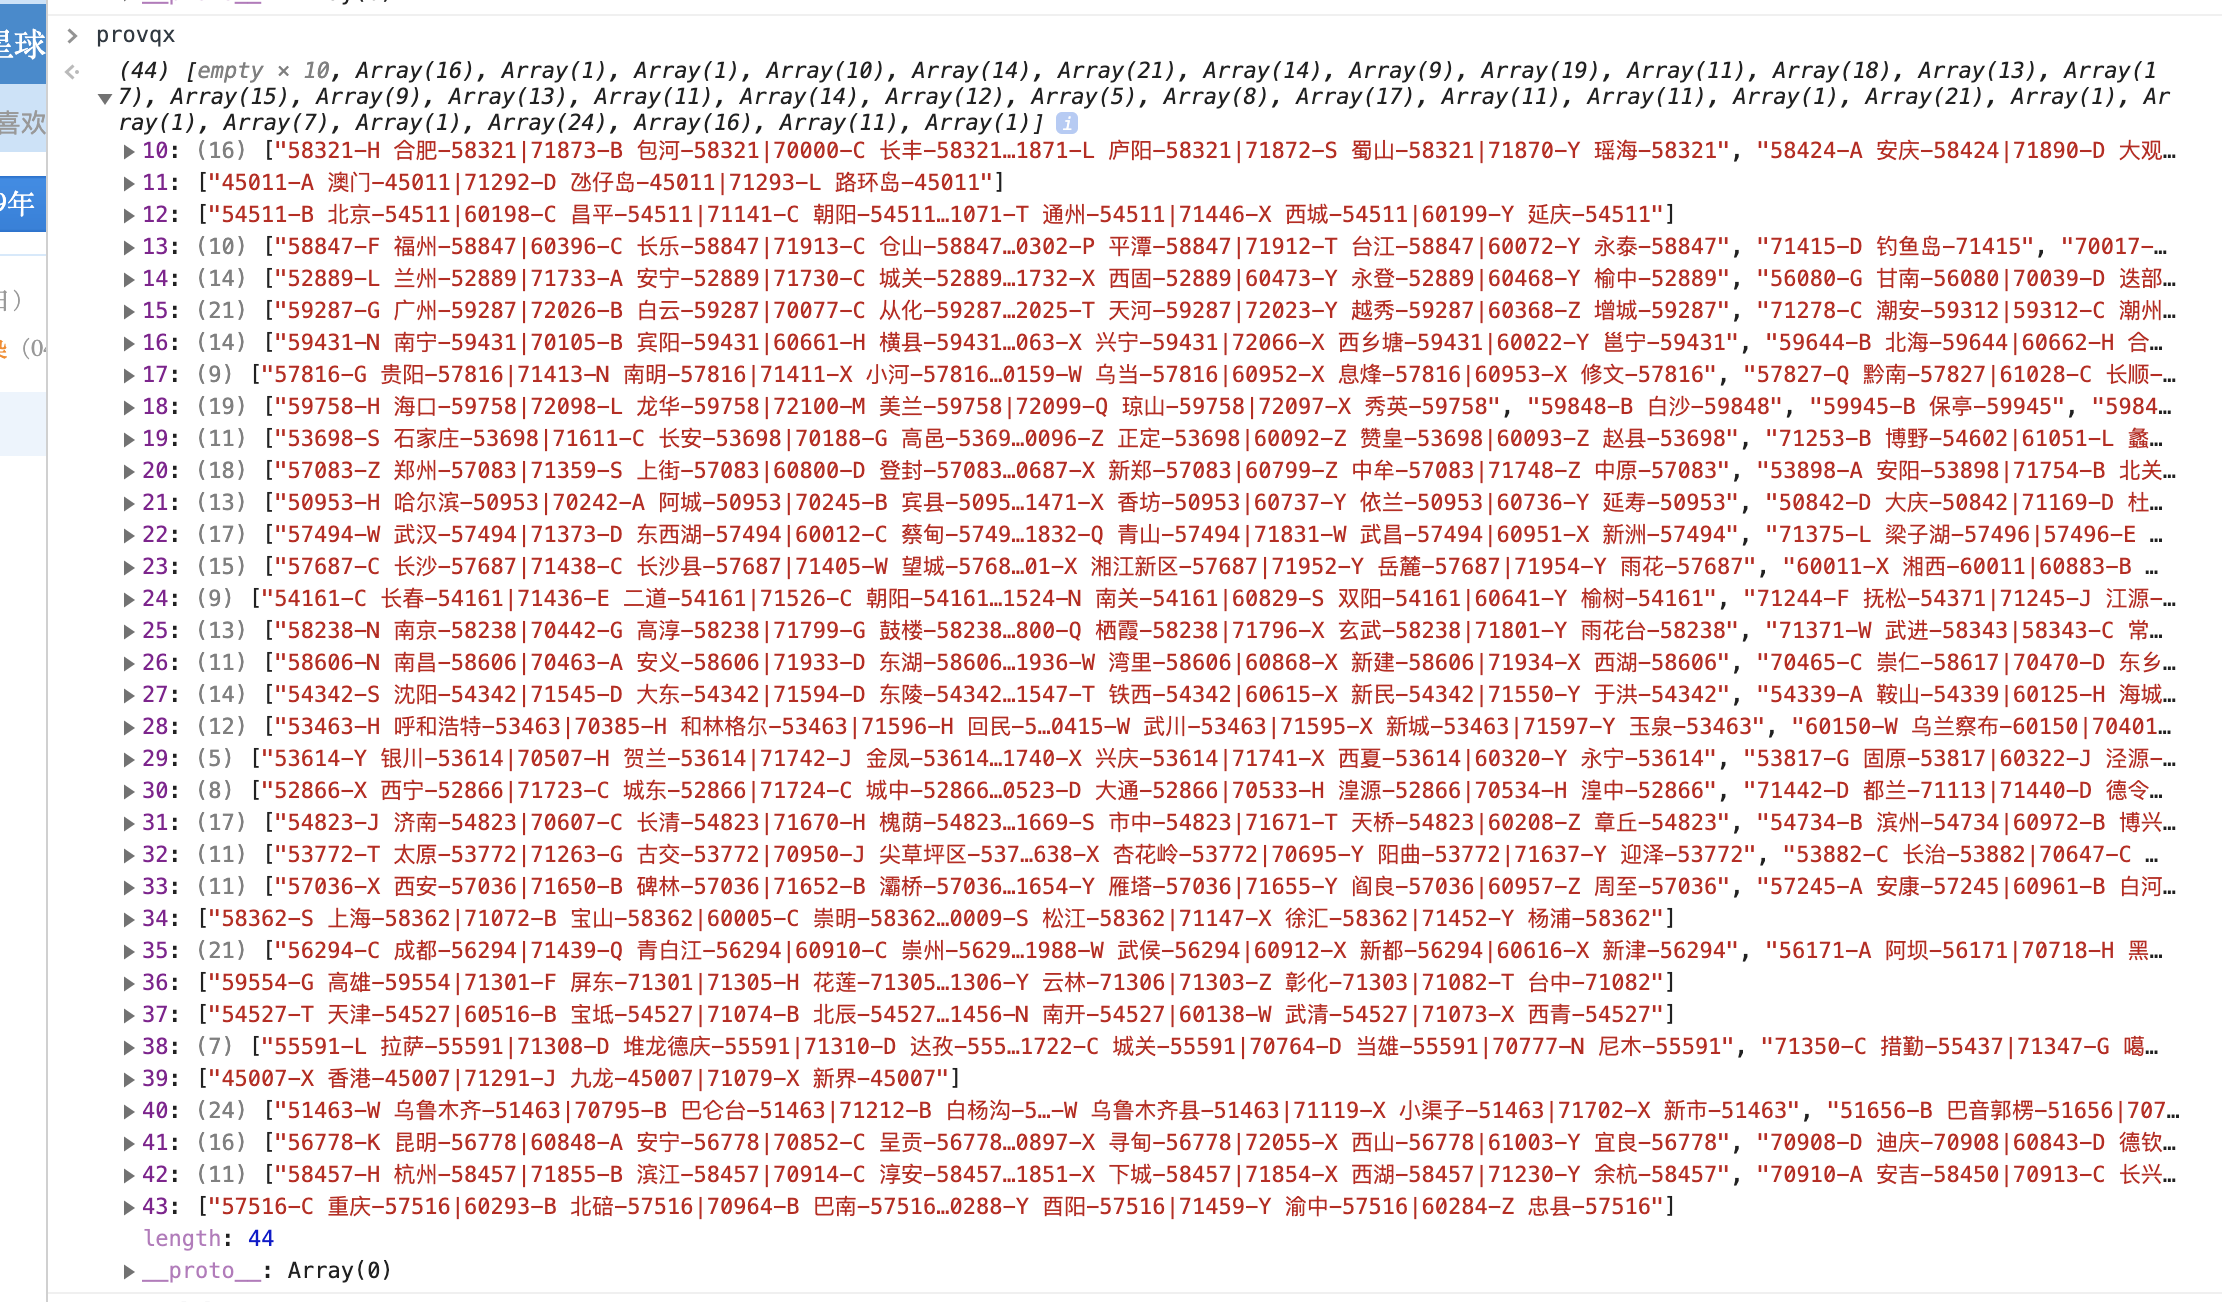 __proto__: Array(0)
星球
喜欢
9年
日）
（04
> provqx
(44) [empty × 10, Array(16), Array(1), Array(1), Array(10), Array(14), Array(21), Array(14), Array(9), Array(19), Array(11), Array(18), Array(13), Array(1
7), Array(15), Array(9), Array(13), Array(11), Array(14), Array(12), Array(5), Array(8), Array(17), Array(11), Array(11), Array(1), Array(21), Array(1), Ar
ray(1), Array(7), Array(1), Array(24), Array(16), Array(11), Array(1)] i
10: (16) ["58321-H 合肥-58321|71873-B 包河-58321|70000-C 长丰-58321…1871-L 庐阳-58321|71872-S 蜀山-58321|71870-Y 瑶海-58321", "58424-A 安庆-58424|71890-D 大观…
11: ["45011-A 澳门-45011|71292-D 氹仔岛-45011|71293-L 路环岛-45011"]
12: ["54511-B 北京-54511|60198-C 昌平-54511|71141-C 朝阳-54511…1071-T 通州-54511|71446-X 西城-54511|60199-Y 延庆-54511"]
13: (10) ["58847-F 福州-58847|60396-C 长乐-58847|71913-C 仓山-58847…0302-P 平潭-58847|71912-T 台江-58847|60072-Y 永泰-58847", "71415-D 钓鱼岛-71415", "70017-…
14: (14) ["52889-L 兰州-52889|71733-A 安宁-52889|71730-C 城关-52889…1732-X 西固-52889|60473-Y 永登-52889|60468-Y 榆中-52889", "56080-G 甘南-56080|70039-D 迭部…
15: (21) ["59287-G 广州-59287|72026-B 白云-59287|70077-C 从化-59287…2025-T 天河-59287|72023-Y 越秀-59287|60368-Z 增城-59287", "71278-C 潮安-59312|59312-C 潮州…
16: (14) ["59431-N 南宁-59431|70105-B 宾阳-59431|60661-H 横县-59431…063-X 兴宁-59431|72066-X 西乡塘-59431|60022-Y 邕宁-59431", "59644-B 北海-59644|60662-H 合…
17: (9) ["57816-G 贵阳-57816|71413-N 南明-57816|71411-X 小河-57816…0159-W 乌当-57816|60952-X 息烽-57816|60953-X 修文-57816", "57827-Q 黔南-57827|61028-C 长顺-…
18: (19) ["59758-H 海口-59758|72098-L 龙华-59758|72100-M 美兰-59758|72099-Q 琼山-59758|72097-X 秀英-59758", "59848-B 白沙-59848", "59945-B 保亭-59945", "5984…
19: (11) ["53698-S 石家庄-53698|71611-C 长安-53698|70188-G 高邑-5369…0096-Z 正定-53698|60092-Z 赞皇-53698|60093-Z 赵县-53698", "71253-B 博野-54602|61051-L 蠡…
20: (18) ["57083-Z 郑州-57083|71359-S 上街-57083|60800-D 登封-57083…0687-X 新郑-57083|60799-Z 中牟-57083|71748-Z 中原-57083", "53898-A 安阳-53898|71754-B 北关…
21: (13) ["50953-H 哈尔滨-50953|70242-A 阿城-50953|70245-B 宾县-5095…1471-X 香坊-50953|60737-Y 依兰-50953|60736-Y 延寿-50953", "50842-D 大庆-50842|71169-D 杜…
22: (17) ["57494-W 武汉-57494|71373-D 东西湖-57494|60012-C 蔡甸-5749…1832-Q 青山-57494|71831-W 武昌-57494|60951-X 新洲-57494", "71375-L 梁子湖-57496|57496-E …
23: (15) ["57687-C 长沙-57687|71438-C 长沙县-57687|71405-W 望城-5768…01-X 湘江新区-57687|71952-Y 岳麓-57687|71954-Y 雨花-57687", "60011-X 湘西-60011|60883-B …
24: (9) ["54161-C 长春-54161|71436-E 二道-54161|71526-C 朝阳-54161…1524-N 南关-54161|60829-S 双阳-54161|60641-Y 榆树-54161", "71244-F 抚松-54371|71245-J 江源-…
25: (13) ["58238-N 南京-58238|70442-G 高淳-58238|71799-G 鼓楼-58238…800-Q 栖霞-58238|71796-X 玄武-58238|71801-Y 雨花台-58238", "71371-W 武进-58343|58343-C 常…
26: (11) ["58606-N 南昌-58606|70463-A 安义-58606|71933-D 东湖-58606…1936-W 湾里-58606|60868-X 新建-58606|71934-X 西湖-58606", "70465-C 崇仁-58617|70470-D 东乡…
27: (14) ["54342-S 沈阳-54342|71545-D 大东-54342|71594-D 东陵-54342…1547-T 铁西-54342|60615-X 新民-54342|71550-Y 于洪-54342", "54339-A 鞍山-54339|60125-H 海城…
28: (12) ["53463-H 呼和浩特-53463|70385-H 和林格尔-53463|71596-H 回民-5…0415-W 武川-53463|71595-X 新城-53463|71597-Y 玉泉-53463", "60150-W 乌兰察布-60150|70401…
29: (5) ["53614-Y 银川-53614|70507-H 贺兰-53614|71742-J 金凤-53614…1740-X 兴庆-53614|71741-X 西夏-53614|60320-Y 永宁-53614", "53817-G 固原-53817|60322-J 泾源-…
30: (8) ["52866-X 西宁-52866|71723-C 城东-52866|71724-C 城中-52866…0523-D 大通-52866|70533-H 湟源-52866|70534-H 湟中-52866", "71442-D 都兰-71113|71440-D 德令…
31: (17) ["54823-J 济南-54823|70607-C 长清-54823|71670-H 槐荫-54823…1669-S 市中-54823|71671-T 天桥-54823|60208-Z 章丘-54823", "54734-B 滨州-54734|60972-B 博兴…
32: (11) ["53772-T 太原-53772|71263-G 古交-53772|70950-J 尖草坪区-537…638-X 杏花岭-53772|70695-Y 阳曲-53772|71637-Y 迎泽-53772", "53882-C 长治-53882|70647-C …
33: (11) ["57036-X 西安-57036|71650-B 碑林-57036|71652-B 灞桥-57036…1654-Y 雁塔-57036|71655-Y 阎良-57036|60957-Z 周至-57036", "57245-A 安康-57245|60961-B 白河…
34: ["58362-S 上海-58362|71072-B 宝山-58362|60005-C 崇明-58362…0009-S 松江-58362|71147-X 徐汇-58362|71452-Y 杨浦-58362"]
35: (21) ["56294-C 成都-56294|71439-Q 青白江-56294|60910-C 崇州-5629…1988-W 武侯-56294|60912-X 新都-56294|60616-X 新津-56294", "56171-A 阿坝-56171|70718-H 黑…
36: ["59554-G 高雄-59554|71301-F 屏东-71301|71305-H 花莲-71305…1306-Y 云林-71306|71303-Z 彰化-71303|71082-T 台中-71082"]
37: ["54527-T 天津-54527|60516-B 宝坻-54527|71074-B 北辰-54527…1456-N 南开-54527|60138-W 武清-54527|71073-X 西青-54527"]
38: (7) ["55591-L 拉萨-55591|71308-D 堆龙德庆-55591|71310-D 达孜-555…1722-C 城关-55591|70764-D 当雄-55591|70777-N 尼木-55591", "71350-C 措勤-55437|71347-G 噶…
39: ["45007-X 香港-45007|71291-J 九龙-45007|71079-X 新界-45007"]
40: (24) ["51463-W 乌鲁木齐-51463|70795-B 巴仑台-51463|71212-B 白杨沟-5…-W 乌鲁木齐县-51463|71119-X 小渠子-51463|71702-X 新市-51463", "51656-B 巴音郭楞-51656|707…
41: (16) ["56778-K 昆明-56778|60848-A 安宁-56778|70852-C 呈贡-56778…0897-X 寻甸-56778|72055-X 西山-56778|61003-Y 宜良-56778", "70908-D 迪庆-70908|60843-D 德钦…
42: (11) ["58457-H 杭州-58457|71855-B 滨江-58457|70914-C 淳安-58457…1851-X 下城-58457|71854-X 西湖-58457|71230-Y 余杭-58457", "70910-A 安吉-58450|70913-C 长兴…
43: ["57516-C 重庆-57516|60293-B 北碚-57516|70964-B 巴南-57516…0288-Y 酉阳-57516|71459-Y 渝中-57516|60284-Z 忠县-57516"]
length: 44
__proto__: Array(0)